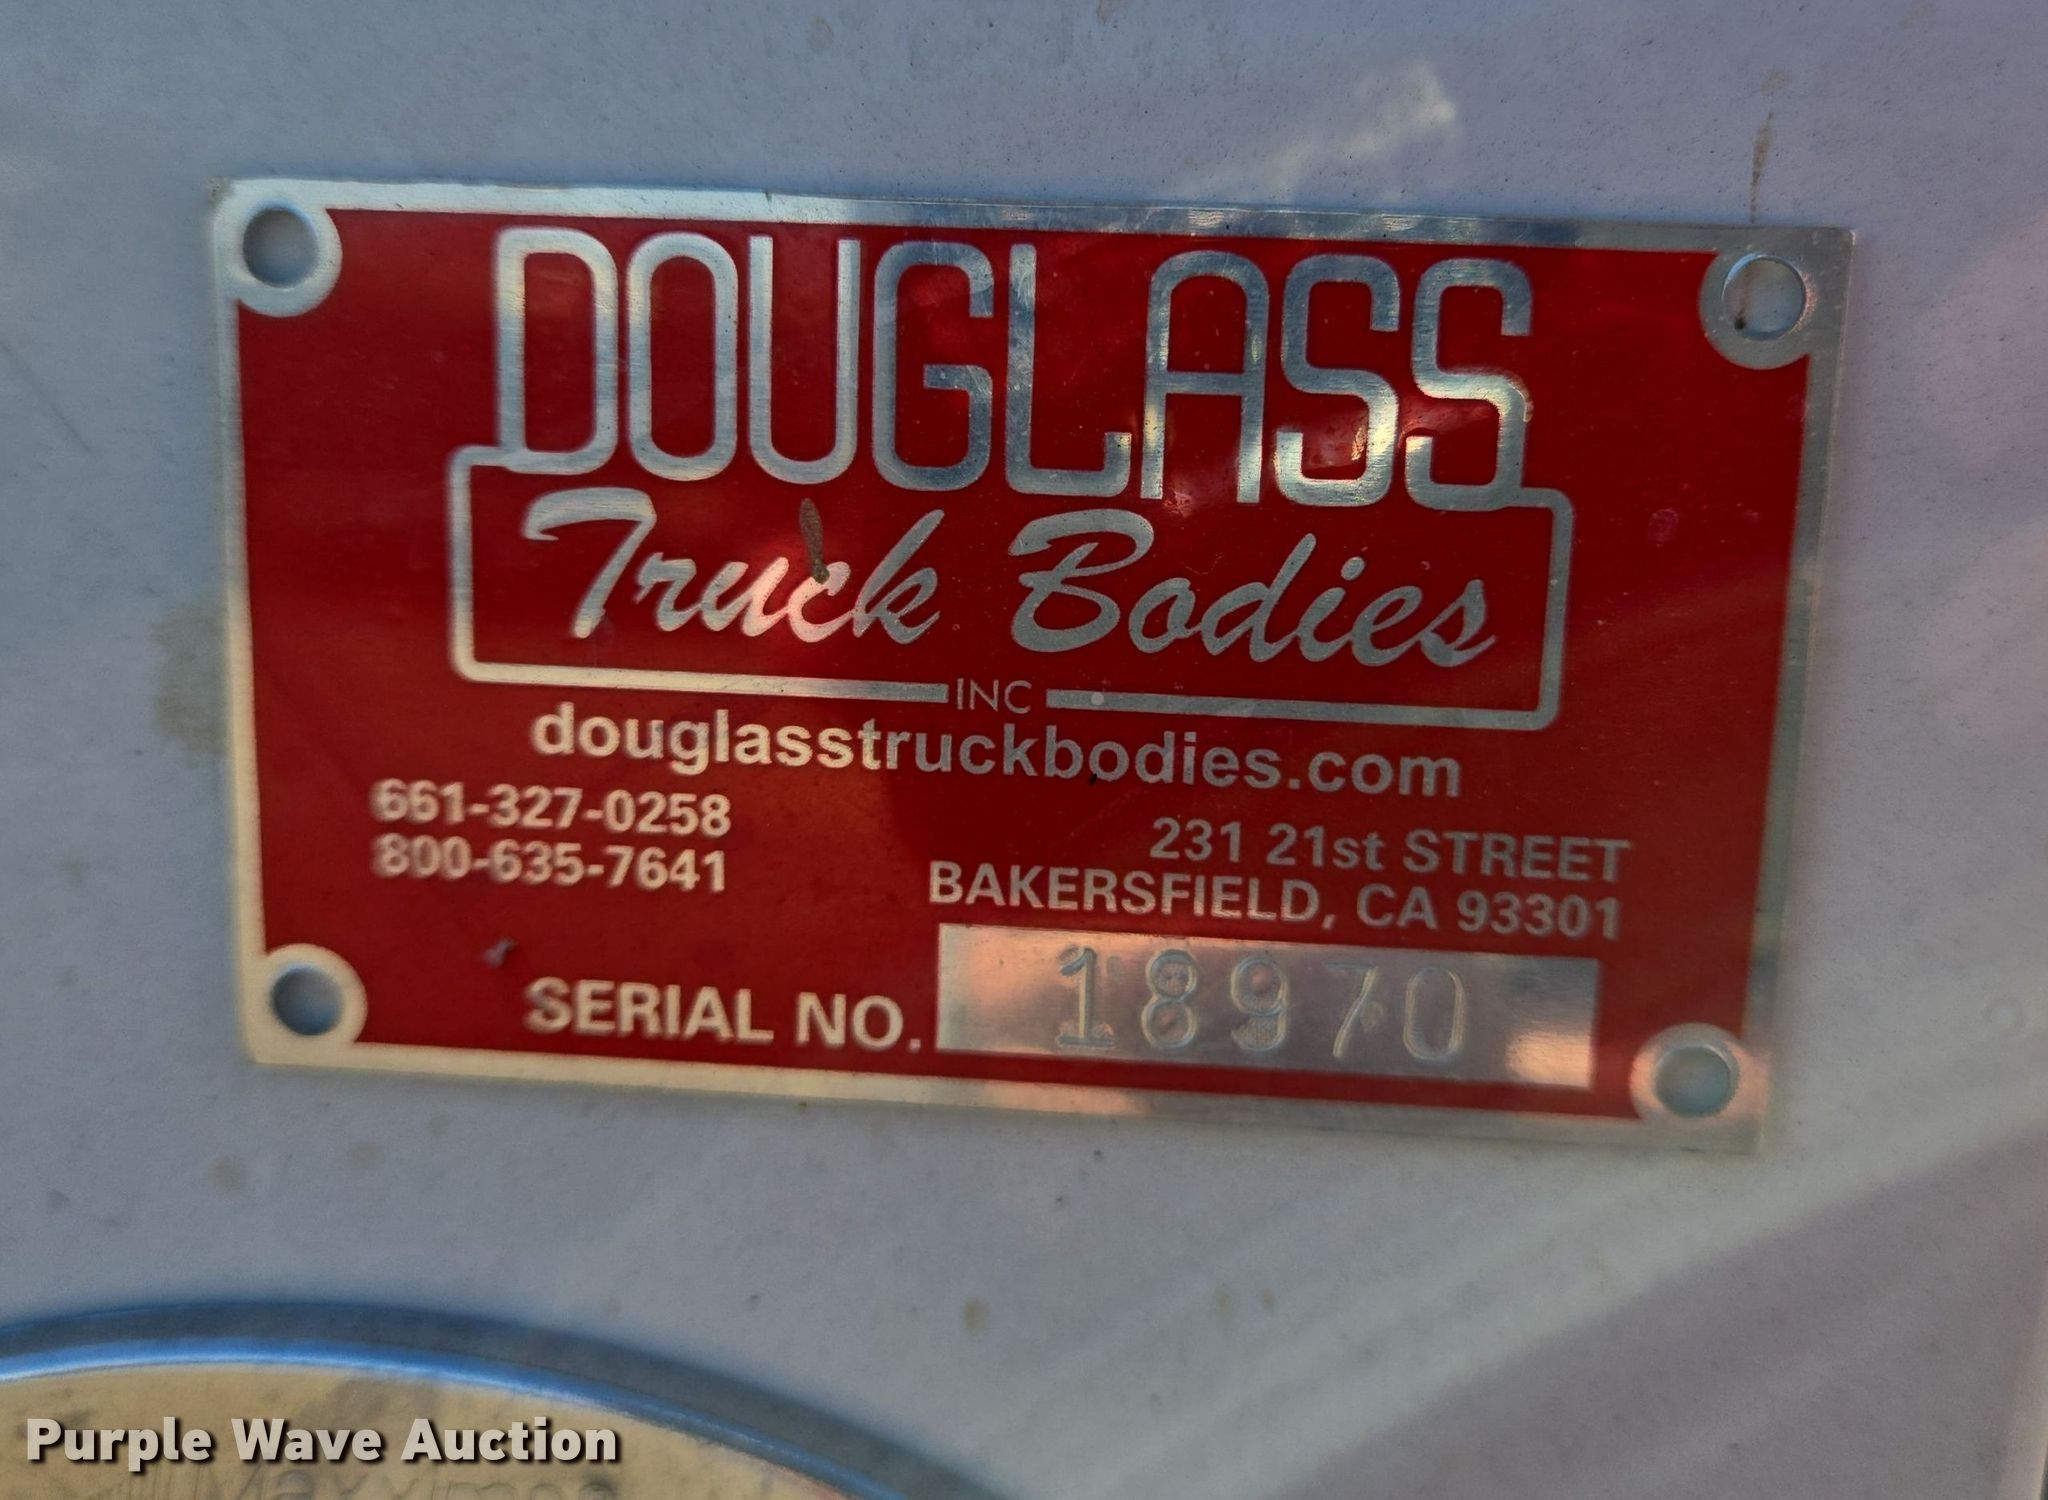 DOUGLASS
Truck Bodies
INC
douglasstruckbodies.com
661-327-0258
800-635-7641
231 21st STREET
BAKERSFIELD, CA 93301
SERIAL NO. 18970
Purple Wave Auction